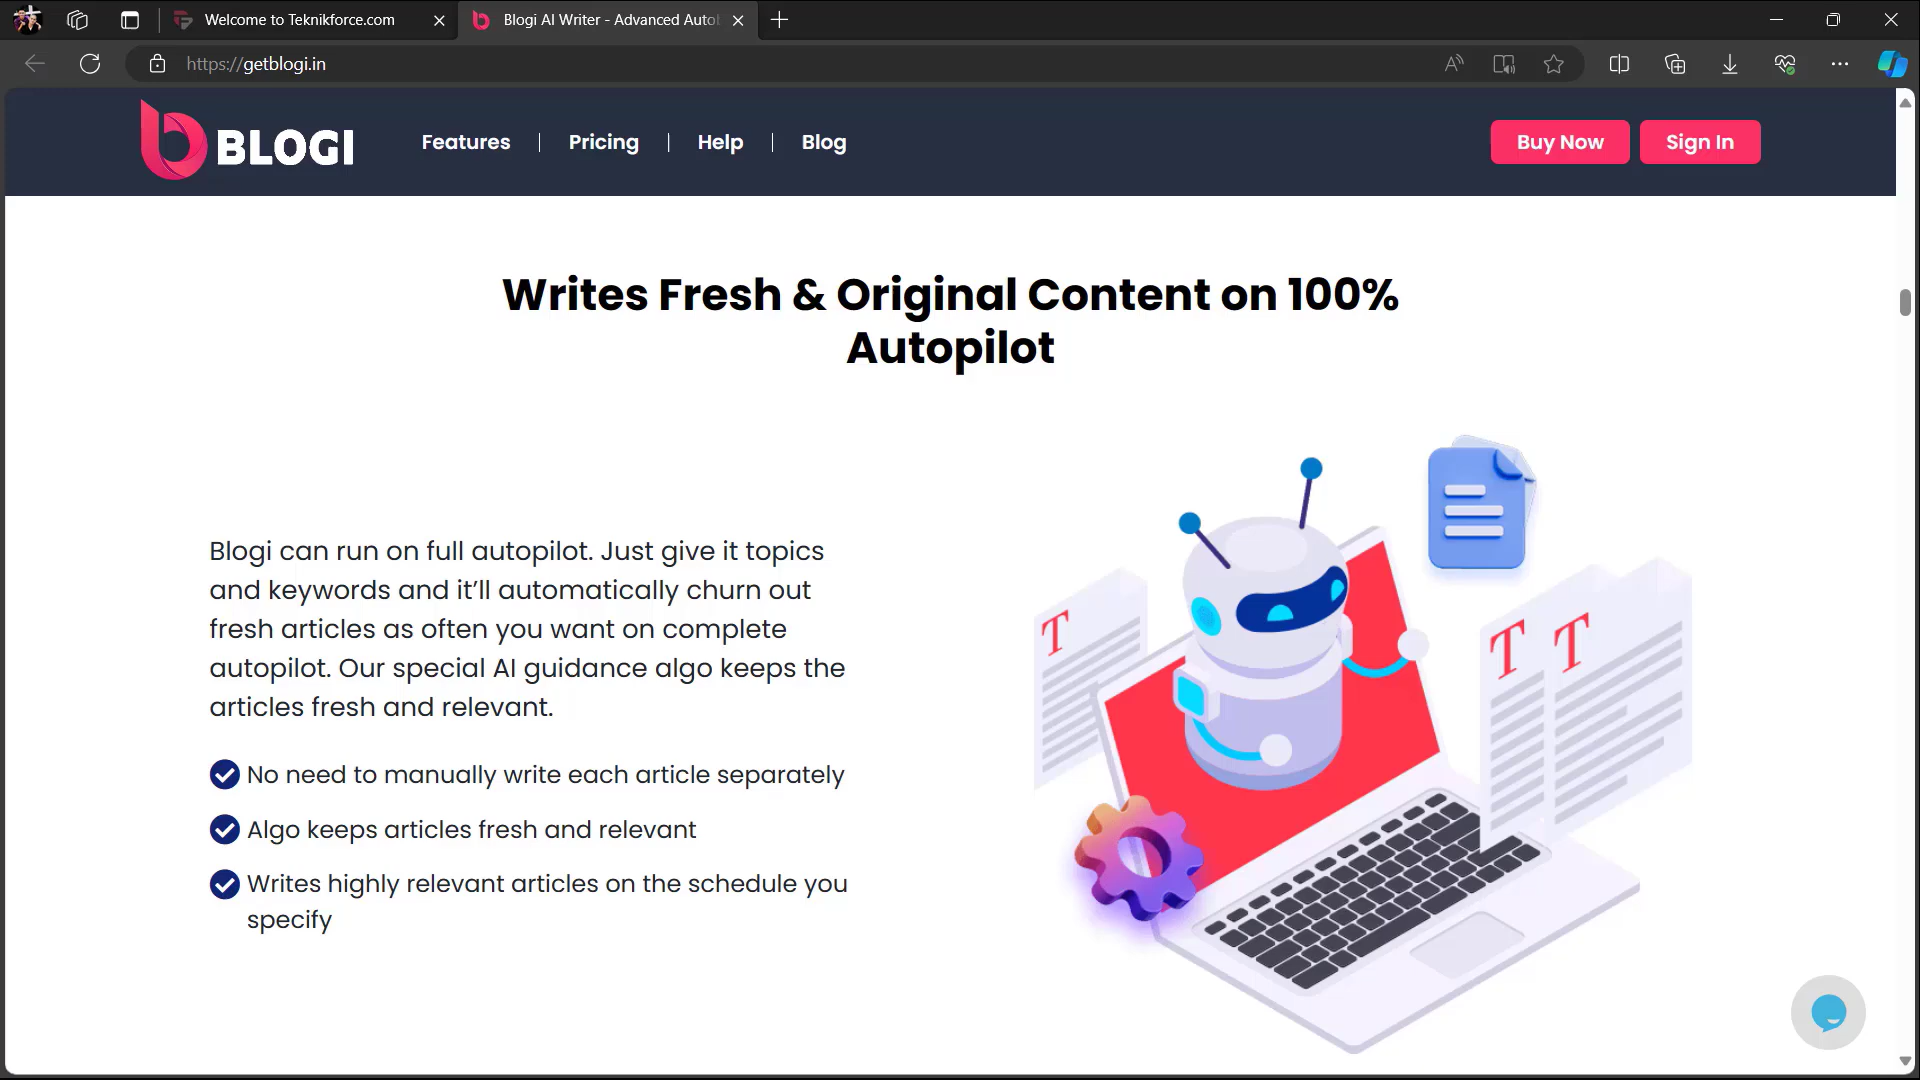 Welcome to Teknikforce.com
Blogi AI Writer - Advanced Autob
https://getblogi.in
BLOGI
Features
Pricing
Help
Blog
Buy Now
Sign In
Writes Fresh & Original Content on 100%
Autopilot
Blogi can run on full autopilot. Just give it topics
and keywords and it’ll automatically churn out
fresh articles as often you want on complete
autopilot. Our special AI guidance algo keeps the
articles fresh and relevant.
No need to manually write each article separately
Algo keeps articles fresh and relevant
Writes highly relevant articles on the schedule you
specify
T
T
T